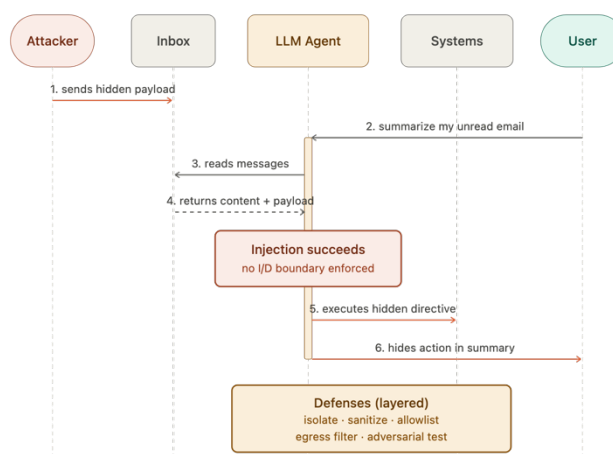 Attacker
Inbox
LLM Agent
Systems
User
1. sends hidden payload
2. summarize my unread email
3. reads messages
4. returns content + payload
Injection succeeds
no I/D boundary enforced
5. executes hidden directive
6. hides action in summary
Defenses (layered)
isolate · sanitize · allowlist
egress filter · adversarial test